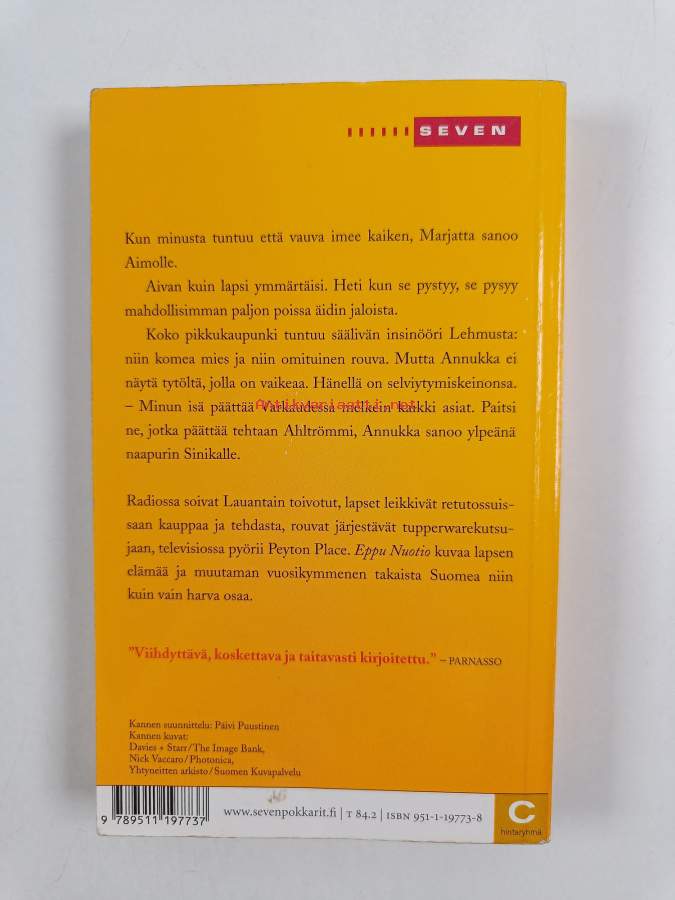 SEVEN
Kun minusta tuntuu että vauva imee kaiken, Marjatta sanoo
Aimolle.
Aivan kuin lapsi ymmärtäisi. Heti kun se pystyy, se pysyy
mahdollisimman paljon poissa äidin jaloista.
Koko pikkukaupunki tuntuu säälivän insinööri Lehmusta:
niin komea mies ja niin omituinen rouva. Mutta Annukka ei
näytä tytöltä, jolla on vaikeaa. Hänellä on selviytymiskeinonsa.
– Minun isä päättää Varkaudessa melkein kaikki asiat. Paitsi
Antikvariaatti.net
ne, jotka päättää tehtaan Ahltrömmi, Annukka sanoo ylpeänä
naapurin Sinikalle.
Radiossa soivat Lauantain toivotut, lapset leikkivät retutossuis-
saan kauppaa ja tehdasta, rouvat järjestävät tupperwarekutsu-
jaan, televisiossa pyörii Peyton Place. Eppu Nuotio kuvaa lapsen
elämää ja muutaman vuosikymmenen takaista Suomea niin
kuin vain harva osaa.
”Viihdyttävä, koskettava ja taitavasti kirjoitettu.” – PARNASSO
Kannen suunnittelu: Päivi Puustinen
Kannen kuvat:
Davies + Starr/The Image Bank,
Nick Vaccaro/Photonica,
Yhtyneitten arkisto/Suomen Kuvapalvelu
9 789511 197737
www.sevenpokkarit.fi | T 84.2 | ISBN 951-1-19773-8
C
hintaryhmä